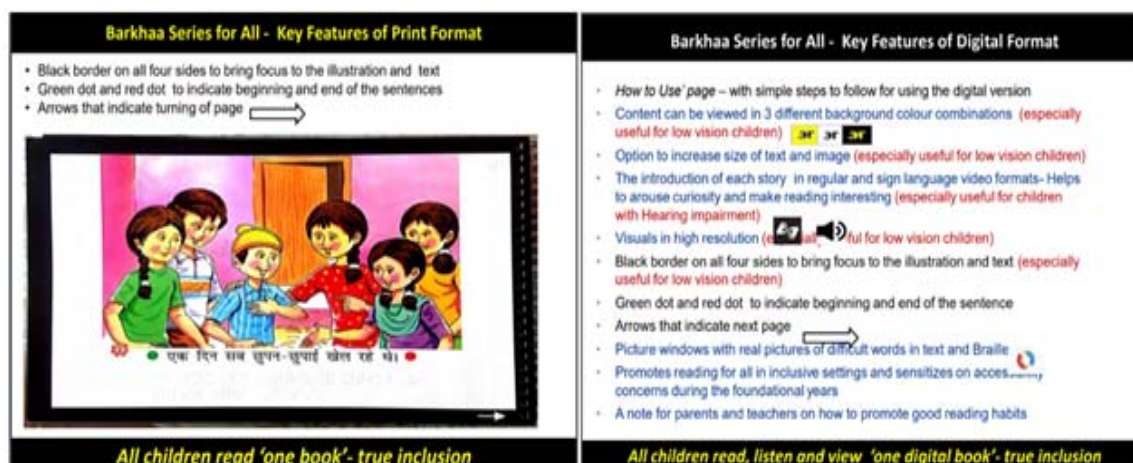 Barkhaa Series for All - Key Features of Print Format
• Black border on all four sides to bring focus to the illustration and text
• Green dot and red dot to indicate beginning and end of the sentences
• Arrows that indicate turning of page
एक दिन सब छुपन-छुपाई खेल रहे थे।
All children read ‘one book’- true inclusion
Barkhaa Series for All - Key Features of Digital Format
• How to Use’ page – with simple steps to follow for using the digital version
• Content can be viewed in 3 different background colour combinations (especially
useful for low vision children) अ अ अ
• Option to increase size of text and image (especially useful for low vision children)
• The introduction of each story in regular and sign language video formats- Helps
to arouse curiosity and make reading interesting (especially useful for children
with Hearing impairment)
• Visuals in high resolution for low vision children)
• Black border on all four sides to bring focus to the illustration and text (especially
useful for low vision children)
• Green dot and red dot to indicate beginning and end of the sentence
• Arrows that indicate next page
• Picture windows with real pictures of difficult words in text and Braille
• Promotes reading for all in inclusive settings and sensitizes on
concerns during the foundational years
• A note for parents and teachers on how to promote good reading habits
All children read, listen and view ‘one digital book’- true inclusion